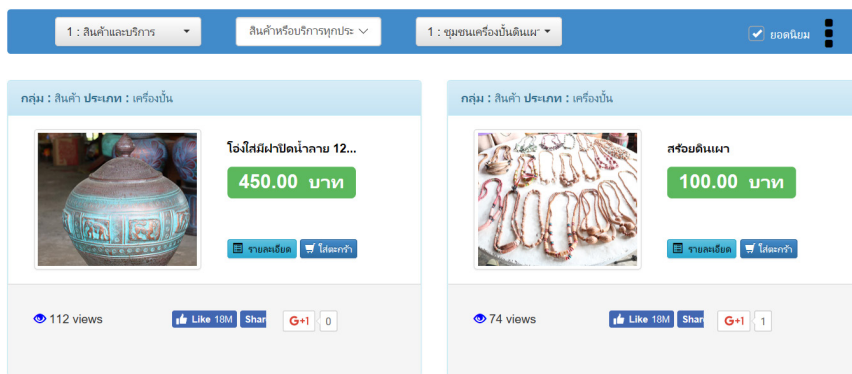 1 : สินค้าและบริการ
สินค้าหรือบริการทุกประ
1 : ชุมชนเครื่องปั้นดินเผา
ยอดนิยม
กลุ่ม : สินค้า ประเภท : เครื่องปั้น
โอ่งใส่มีฝาปิดน้ำลาย 12...
450.00 บาท
รายละเอียด ใส่ตะกร้า
112 views
Like 18M Shar
G+1 0
กลุ่ม : สินค้า ประเภท : เครื่องปั้น
สร้อยดินเผา
100.00 บาท
รายละเอียด ใส่ตะกร้า
74 views
Like 18M Shar
G+1 1